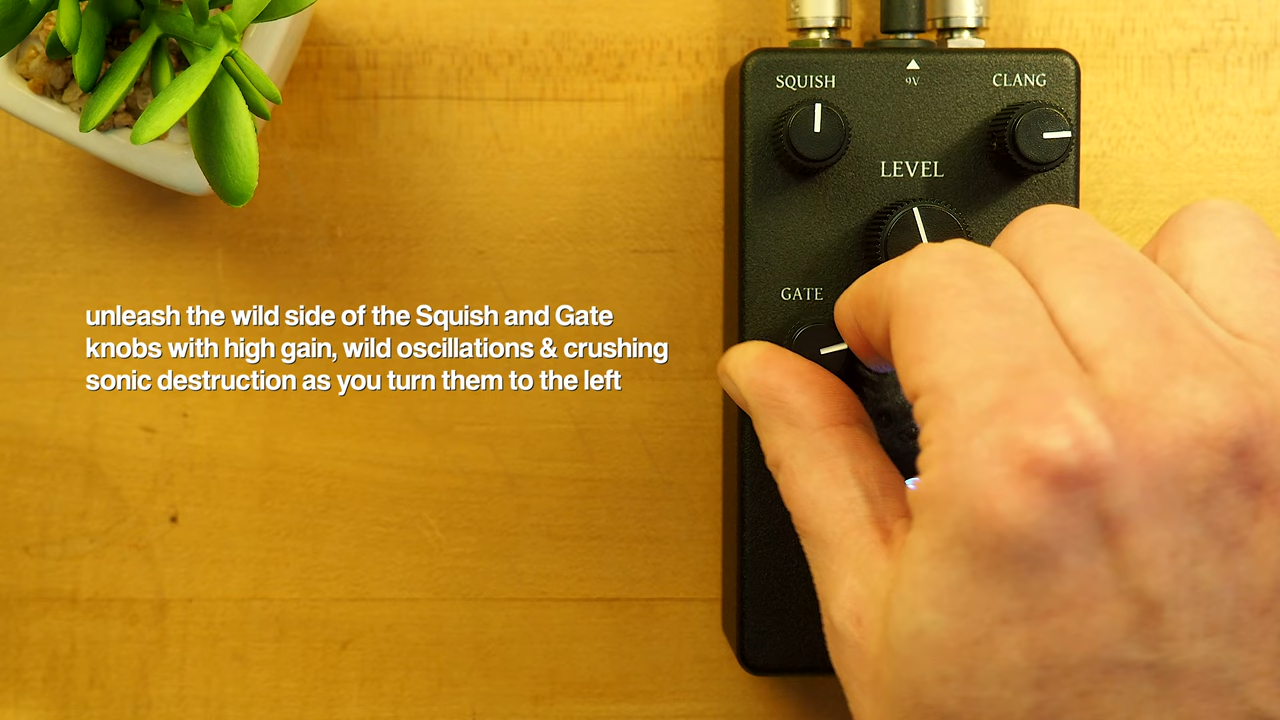 SQUISH
9V
CLANG
LEVEL
GATE
unleash the wild side of the Squish and Gate
knobs with high gain, wild oscillations & crushing
sonic destruction as you turn them to the left